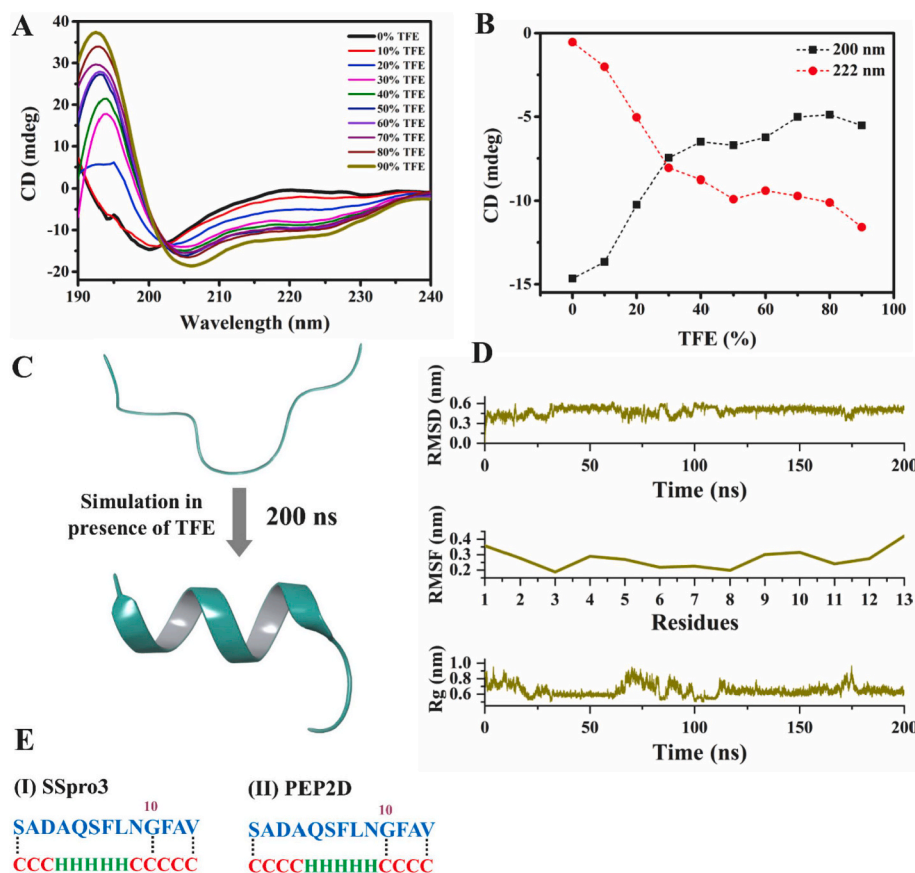 A
CD (mdeg)
40
30
20
10
0
-10
-20
190
200
210
220
230
240
Wavelength (nm)
0% TFE
10% TFE
20% TFE
30% TFE
40% TFE
50% TFE
60% TFE
70% TFE
80% TFE
90% TFE
B
CD (mdeg)
0
-5
-10
-15
0
20
40
60
80
100
TFE (%)
200 nm
222 nm
C
Simulation in
presence of TFE
200 ns
D
RMSD (nm)
0.6
0.3
0.0
0
50
100
150
200
Time (ns)
RMSF (nm)
0.4
0.3
0.2
1
2
3
4
5
6
7
8
9
10
11
12
13
Residues
Rg (nm)
1.0
0.8
0.6
0
50
100
150
200
Time (ns)
E
(I) SSpro3
10
SADAQSFLNGFAV
CCCHHHHHCCCCC
(II) PEP2D
10
SADAQSFLNGFAV
CCCCHHHHHCCCC